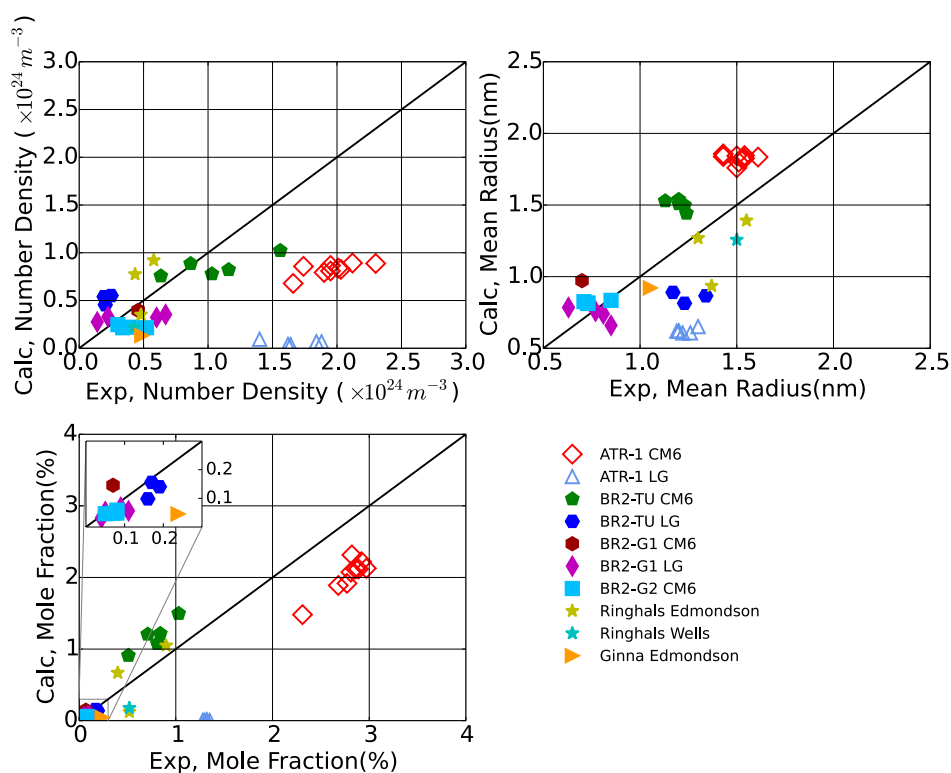 Calc, Number Density ( ×10^24 m^−3)
3.0
2.5
2.0
1.5
1.0
0.5
0.0
0.0 0.5 1.0 1.5 2.0 2.5 3.0
Exp, Number Density ( ×10^24 m^−3)
Calc, Mean Radius(nm)
2.5
2.0
1.5
1.0
0.5
0.5 1.0 1.5 2.0 2.5
Exp, Mean Radius(nm)
Calc, Mole Fraction(%)
4
3
2
1
0
0 1 2 3 4
Exp, Mole Fraction(%)
0.2
0.1
0.1 0.2
ATR-1 CM6
ATR-1 LG
BR2-TU CM6
BR2-TU LG
BR2-G1 CM6
BR2-G1 LG
BR2-G2 CM6
Ringhals Edmondson
Ringhals Wells
Ginna Edmondson